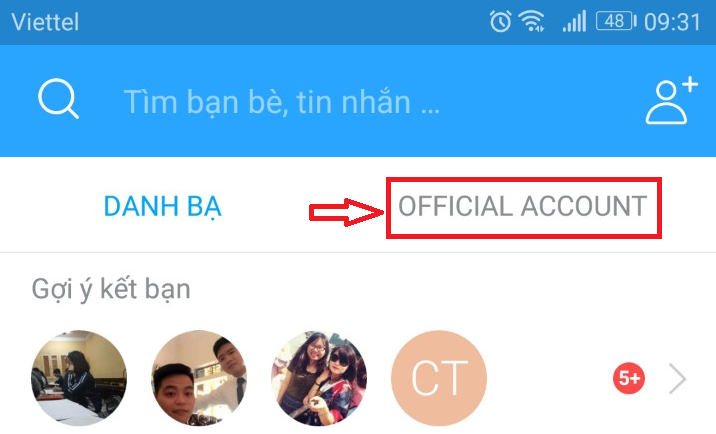 Viettel 48 09:31
Tìm bạn bè, tin nhắn ...
DANH BẠ OFFICIAL ACCOUNT
Gợi ý kết bạn
CT 5+